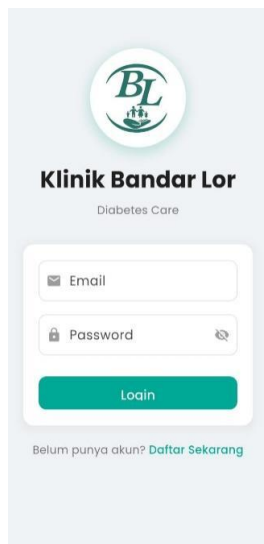 BL
Klinik Bandar Lor
Diabetes Care
Email
Password
Login
Belum punya akun? Daftar Sekarang